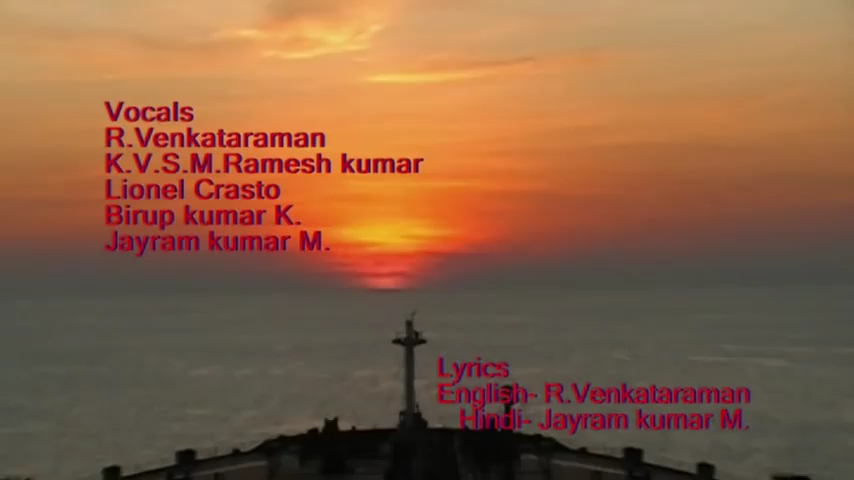 Vocals
R.Venkataraman
K.V.S.M.Ramesh kumar
Lionel Crasto
Birup kumar K.
Jayram kumar M.
Lyrics
English- R.Venkataraman
Hindi- Jayram kumar M.